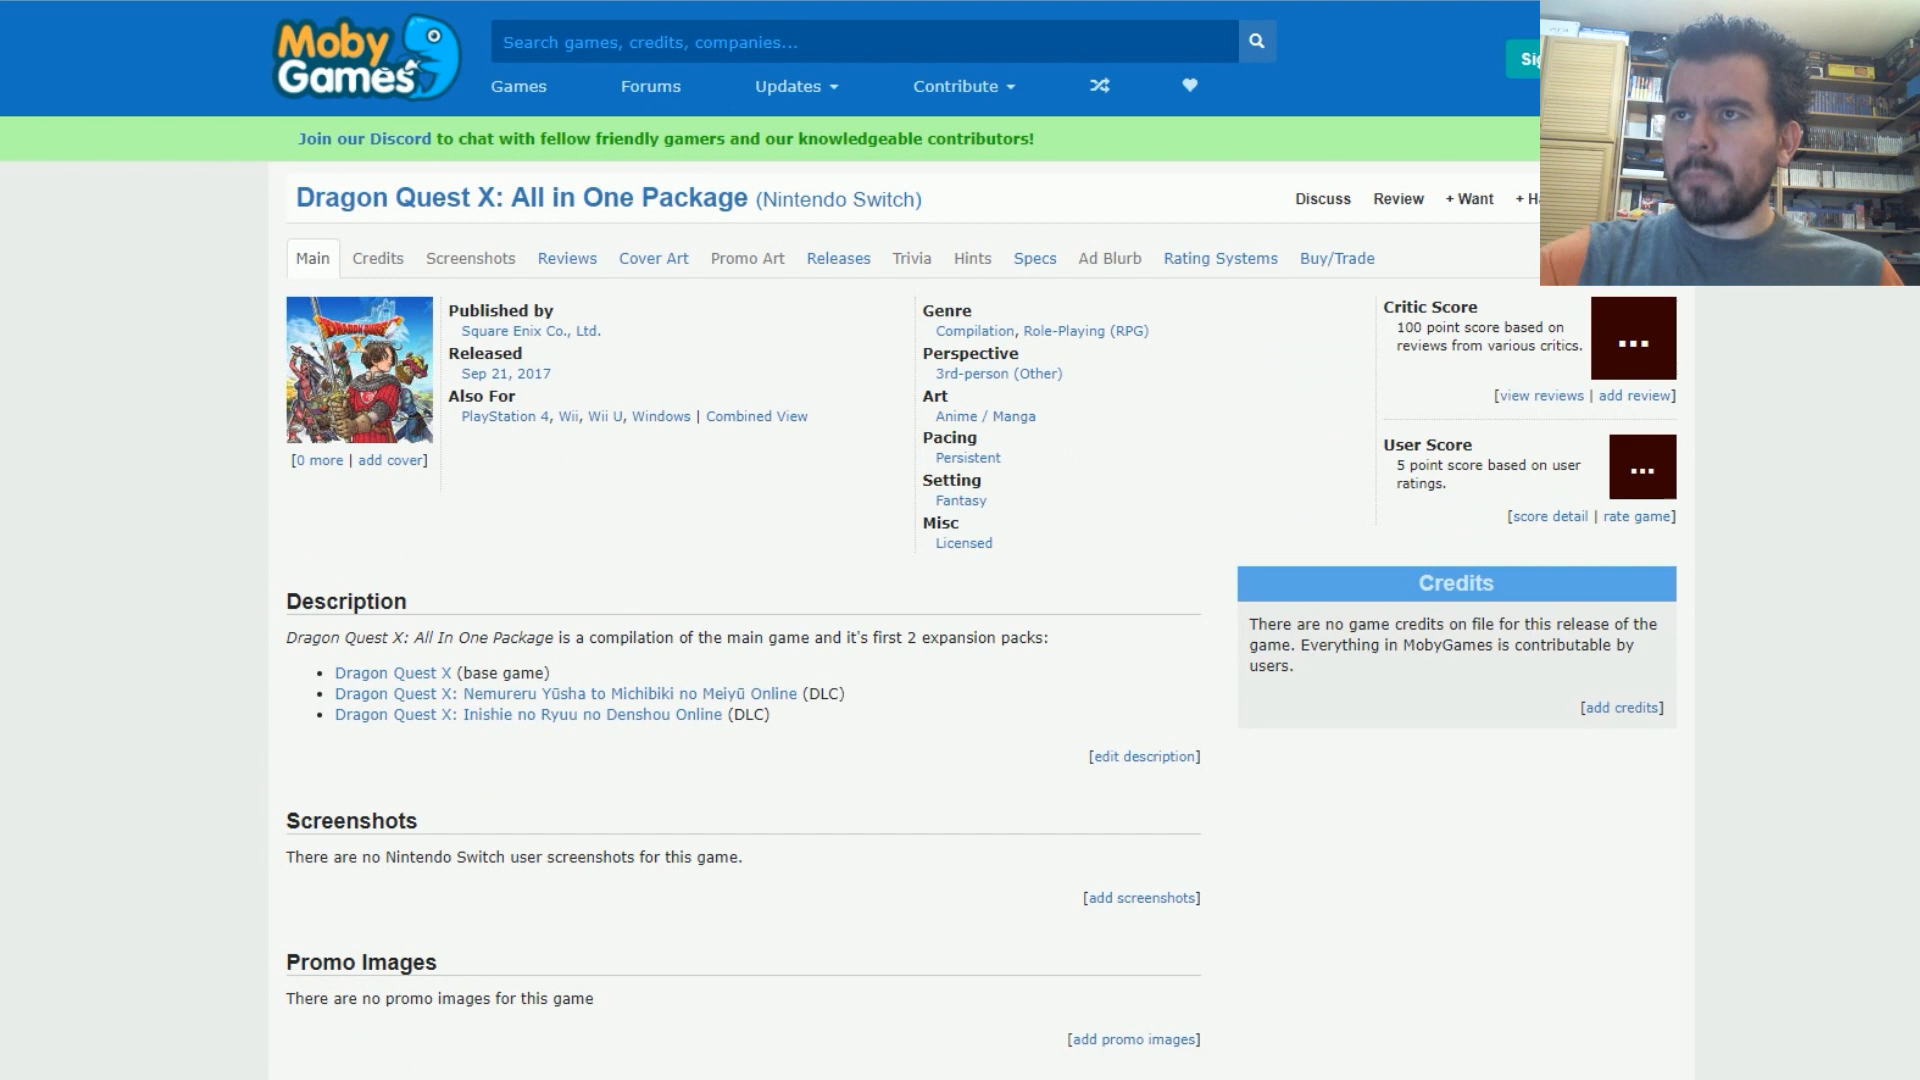 Moby
Games
Search games, credits, companies...
Games Forums Updates Contribute
Join our Discord to chat with fellow friendly gamers and our knowledgeable contributors!
Dragon Quest X: All in One Package (Nintendo Switch)
Discuss Review + Want
Main Credits Screenshots Reviews Cover Art Promo Art Releases Trivia Hints Specs Ad Blurb Rating Systems Buy/Trade
DRAGON QUEST
X
[0 more | add cover]
Published by
Square Enix Co., Ltd.
Released
Sep 21, 2017
Also For
PlayStation 4, Wii, Wii U, Windows | Combined View
Genre
Compilation, Role-Playing (RPG)
Perspective
3rd-person (Other)
Art
Anime / Manga
Pacing
Persistent
Setting
Fantasy
Misc
Licensed
Critic Score
100 point score based on
reviews from various critics.
...
[view reviews | add review]
User Score
5 point score based on user
ratings.
...
[score detail | rate game]
Description
Dragon Quest X: All In One Package is a compilation of the main game and it's first 2 expansion packs:
• Dragon Quest X (base game)
• Dragon Quest X: Nemureru Yūsha to Michibiki no Meiyū Online (DLC)
• Dragon Quest X: Inishie no Ryuu no Denshou Online (DLC)
[edit description]
Credits
There are no game credits on file for this release of the
game. Everything in MobyGames is contributable by
users.
[add credits]
Screenshots
There are no Nintendo Switch user screenshots for this game.
[add screenshots]
Promo Images
There are no promo images for this game
[add promo images]